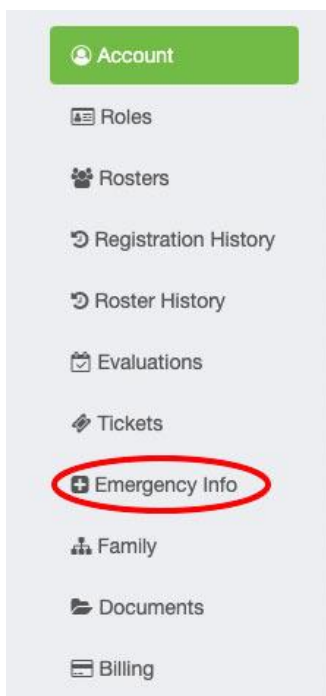 Account
Roles
Rosters
Registration History
Roster History
Evaluations
Tickets
Emergency Info
Family
Documents
Billing